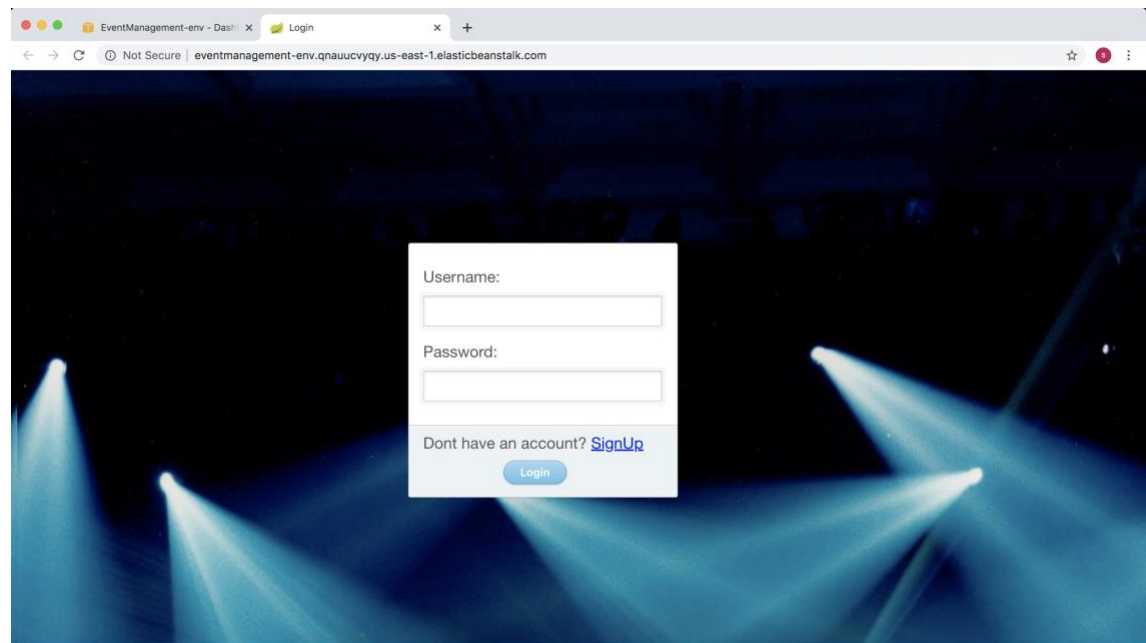 EventManagement-env - Dash
Login
Not Secure | eventmanagement-env.qnauucvyqy.us-east-1.elasticbeanstalk.com
s
Username:
Password:
Dont have an account? SignUp
Login